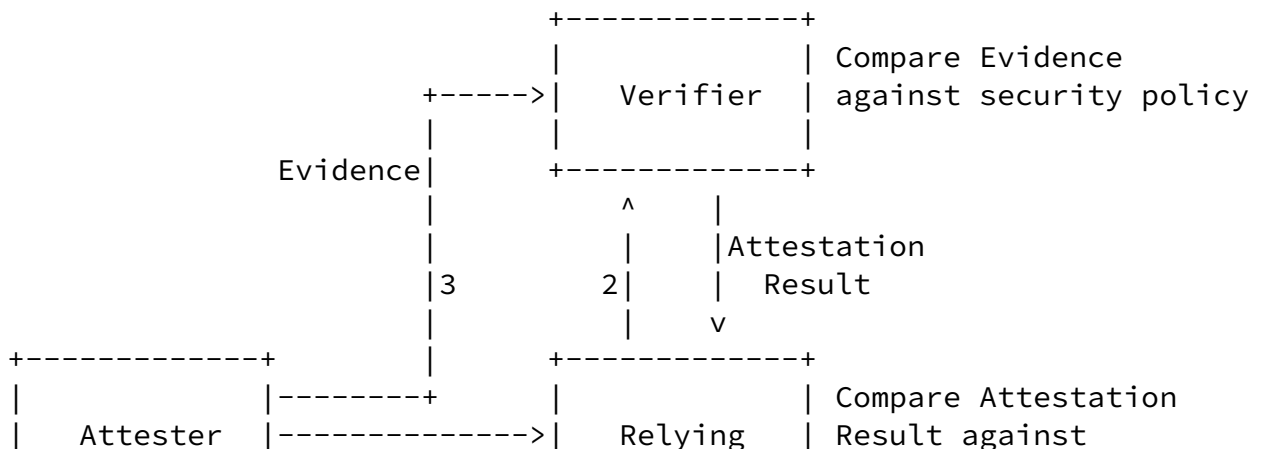 +-------------+
                              |             | Compare Evidence
                       +----->|   Verifier  | against security policy
                       |      |             |
               Evidence|      +-------------+
                       |          ^    |
                       |          |    |Attestation
                       |3        2|    |  Result
                       |          |    v
+-------------+        |      +-------------+
|             |--------+      |             | Compare Attestation
|   Attester  |-------------->|   Relying   | Result against